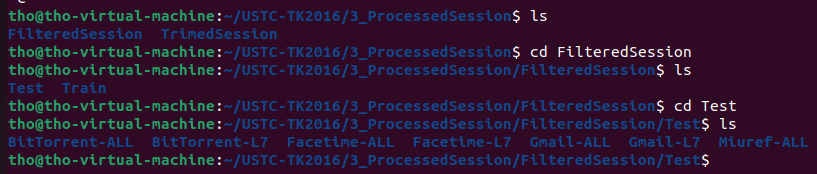 tho@tho-virtual-machine:~/USTC-TK2016/3_ProcessedSession$ ls
FilteredSession  TrimedSession
tho@tho-virtual-machine:~/USTC-TK2016/3_ProcessedSession$ cd FilteredSession
tho@tho-virtual-machine:~/USTC-TK2016/3_ProcessedSession/FilteredSession$ ls
Test  Train
tho@tho-virtual-machine:~/USTC-TK2016/3_ProcessedSession/FilteredSession$ cd Test
tho@tho-virtual-machine:~/USTC-TK2016/3_ProcessedSession/FilteredSession/Test$ ls
BitTorrent-ALL  BitTorrent-L7  Facetime-ALL  Facetime-L7  Gmail-ALL  Gmail-L7  Miuref-ALL
tho@tho-virtual-machine:~/USTC-TK2016/3_ProcessedSession/FilteredSession/Test$